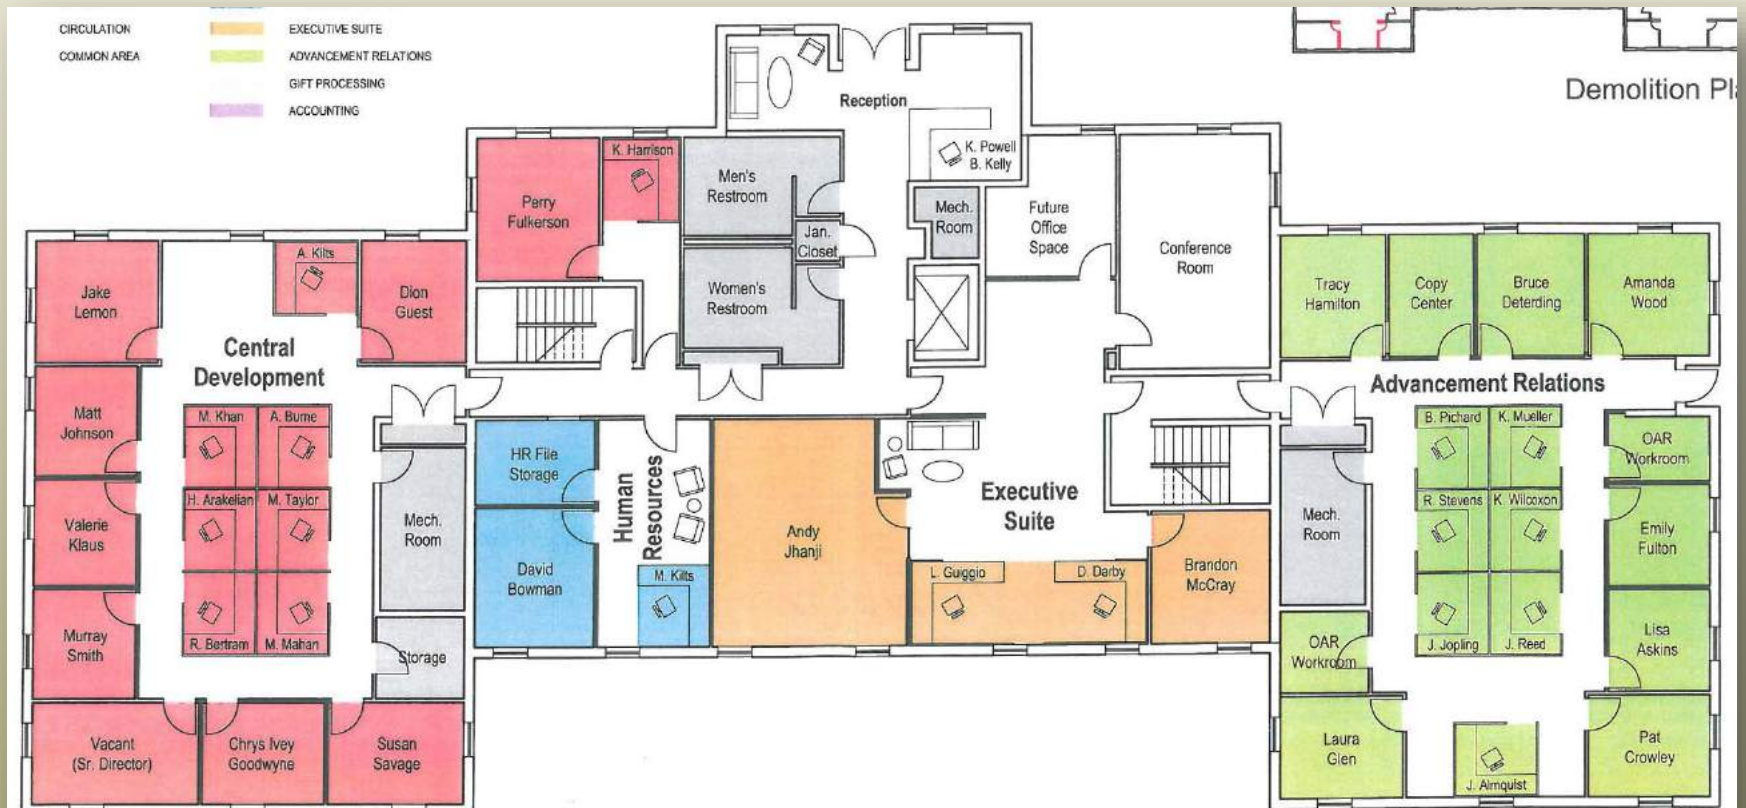 CIRCULATION
EXECUTIVE SUITE
COMMON AREA
ADVANCEMENT RELATIONS
GIFT PROCESSING
ACCOUNTING
Demolition
Reception
K. Powell
B. Kelly
Perry
Fulkerson
K. Harrison
Men's
Restroom
Jan.
Closet
Women's
Restroom
Mech.
Room
Future
Office
Space
Conference
Room
Jake
Lemon
A. Kilts
Dion
Guest
Central
Development
Matt
Johnson
M. Khan
A. Burne
Valerie
Klaus
H. Arakelian
M. Taylor
Mech.
Room
Murray
Smith
R. Bertram
M. Mahan
Storage
Vacant
(Sr. Director)
Chrys Ivey
Goodwyne
Susan
Savage
HR File
Storage
David
Bowman
Human
Resources
M. Kilts
Andy
Jhanji
Executive
Suite
L. Guiggio
D. Darby
Brandon
McCray
Tracy
Hamilton
Copy
Center
Bruce
Deterding
Amanda
Wood
Advancement Relations
B. Pichard
K. Mueller
OAR
Workroom
R. Stevens
K. Wilcoxon
Mech.
Room
Emily
Fulton
OAR
Workroom
J. Jopling
J. Reed
Lisa
Askins
Laura
Glen
J. Almquist
Pat
Crowley